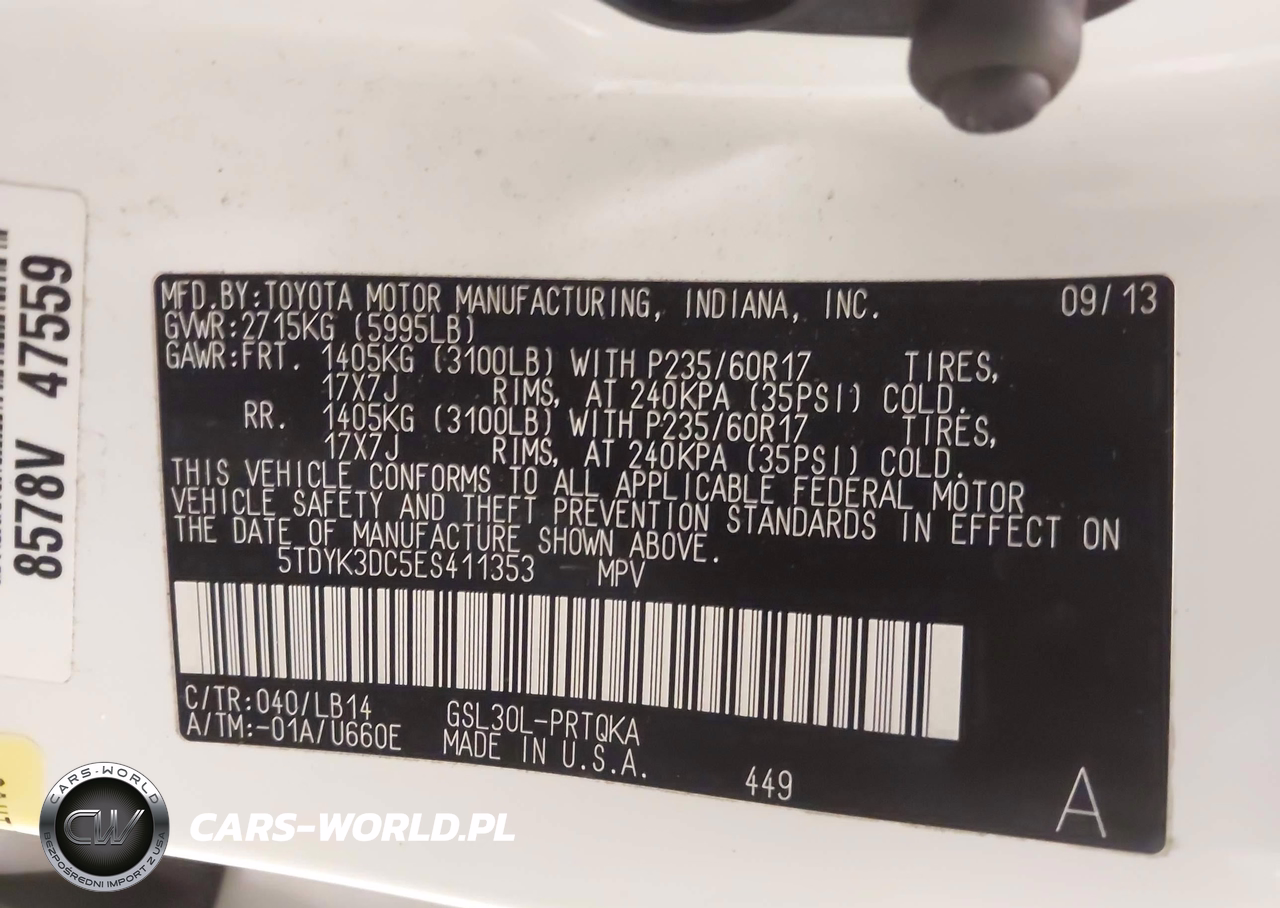 MFD.BY:TOYOTA MOTOR MANUFACTURING, INDIANA, INC. 09/13
GVWR:2715KG (5995LB)
GAWR:FRT. 1405KG (3100LB) WITH P235/60R17 TIRES,
17X7J RIMS, AT 240KPA (35PSI) COLD.
RR. 1405KG (3100LB) WITH P235/60R17 TIRES,
17X7J RIMS, AT 240KPA (35PSI) COLD.
THIS VEHICLE CONFORMS TO ALL APPLICABLE FEDERAL MOTOR
VEHICLE SAFETY AND THEFT PREVENTION STANDARDS IN EFFECT ON
THE DATE OF MANUFACTURE SHOWN ABOVE.
5TDYK3DC5ES411353 MPV
C/TR:040/LB14 GSL30L-PRTQKA
A/TM:-01A/U660E MADE IN U.S.A.
449
A
8578V 47559
CARS-WORLD
CW
BEZPOŚREDNI IMPORT Z USA
CARS-WORLD.PL